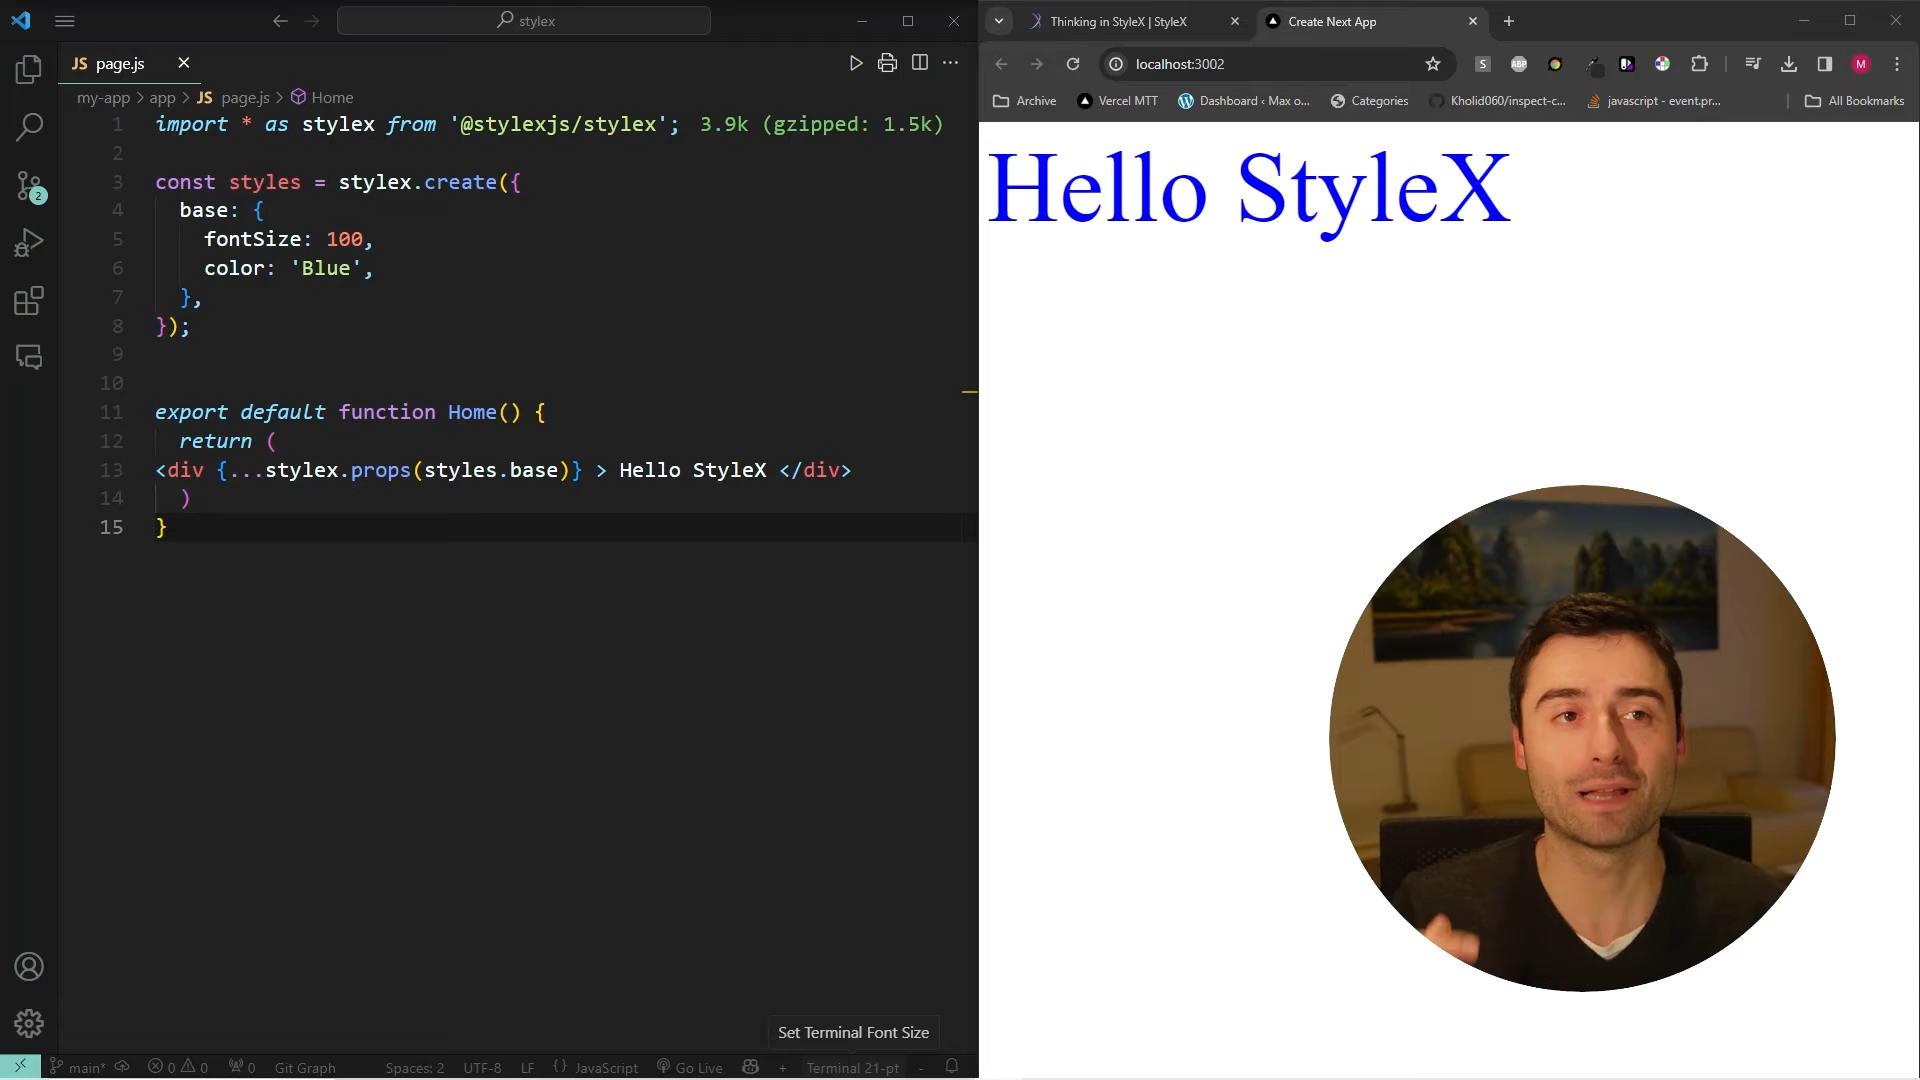 stylex
JS page.js
my-app > app > JS page.js > Home
1 import * as stylex from '@stylexjs/stylex'; 3.9k (gzipped: 1.5k)
2
3 const styles = stylex.create({
4 base: {
5 fontSize: 100,
6 color: 'Blue',
7 },
8 });
9
10
11 export default function Home() {
12 return (
13 <div {...stylex.props(styles.base)} > Hello StyleX </div>
14 )
15 }
2
Set Terminal Font Size
main* 0 0 0 Git Graph Spaces: 2 UTF-8 LF {} JavaScript Go Live + Terminal 21-pt -
Thinking in StyleX | StyleX
Create Next App
localhost:3002
S ABP M
Archive Vercel MTT Dashboard ‹ Max o... Categories Kholid060/inspect-c... javascript - event.pr... All Bookmarks
Hello StyleX